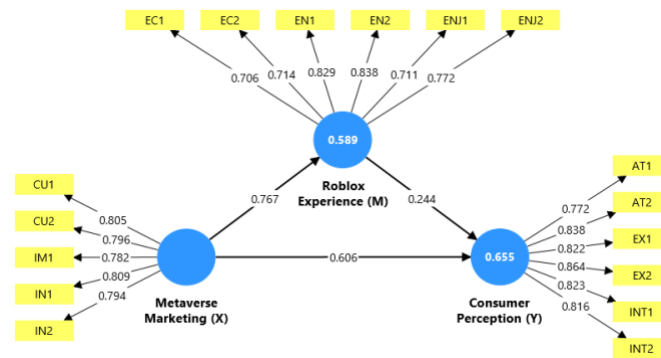 EC1
EC2
EN1
EN2
ENJ1
ENJ2
0.706
0.714
0.829
0.838
0.711
0.772
0.589
Roblox
Experience (M)
CU1
CU2
IM1
IN1
IN2
0.805
0.796
0.782
0.809
0.794
0.767
0.244
0.606
Metaverse
Marketing (X)
0.655
Consumer
Perception (Y)
0.772
0.838
0.822
0.864
0.823
0.816
AT1
AT2
EX1
EX2
INT1
INT2